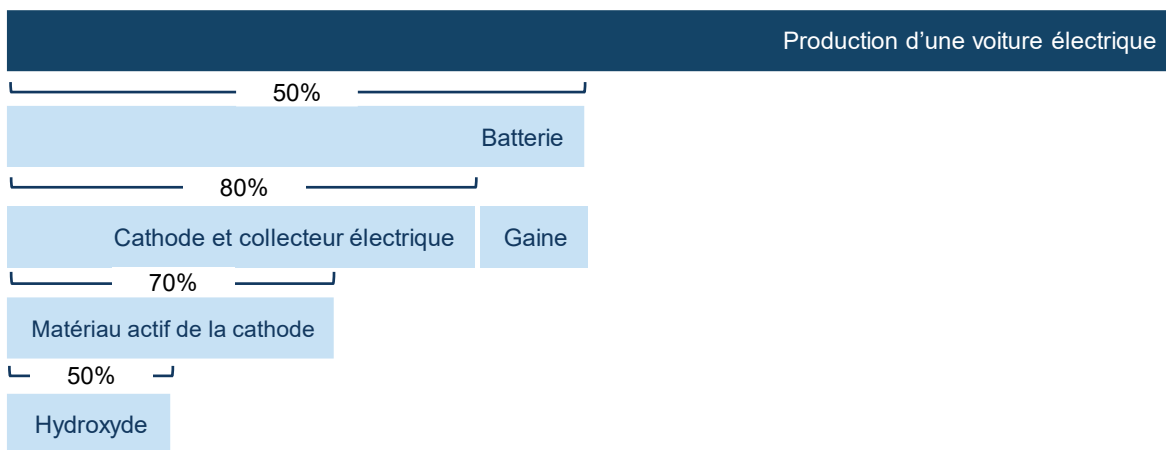 Production d’une voiture électrique
50%
Batterie
80%
Cathode et collecteur électrique
Gaine
70%
Matériau actif de la cathode
50%
Hydroxyde